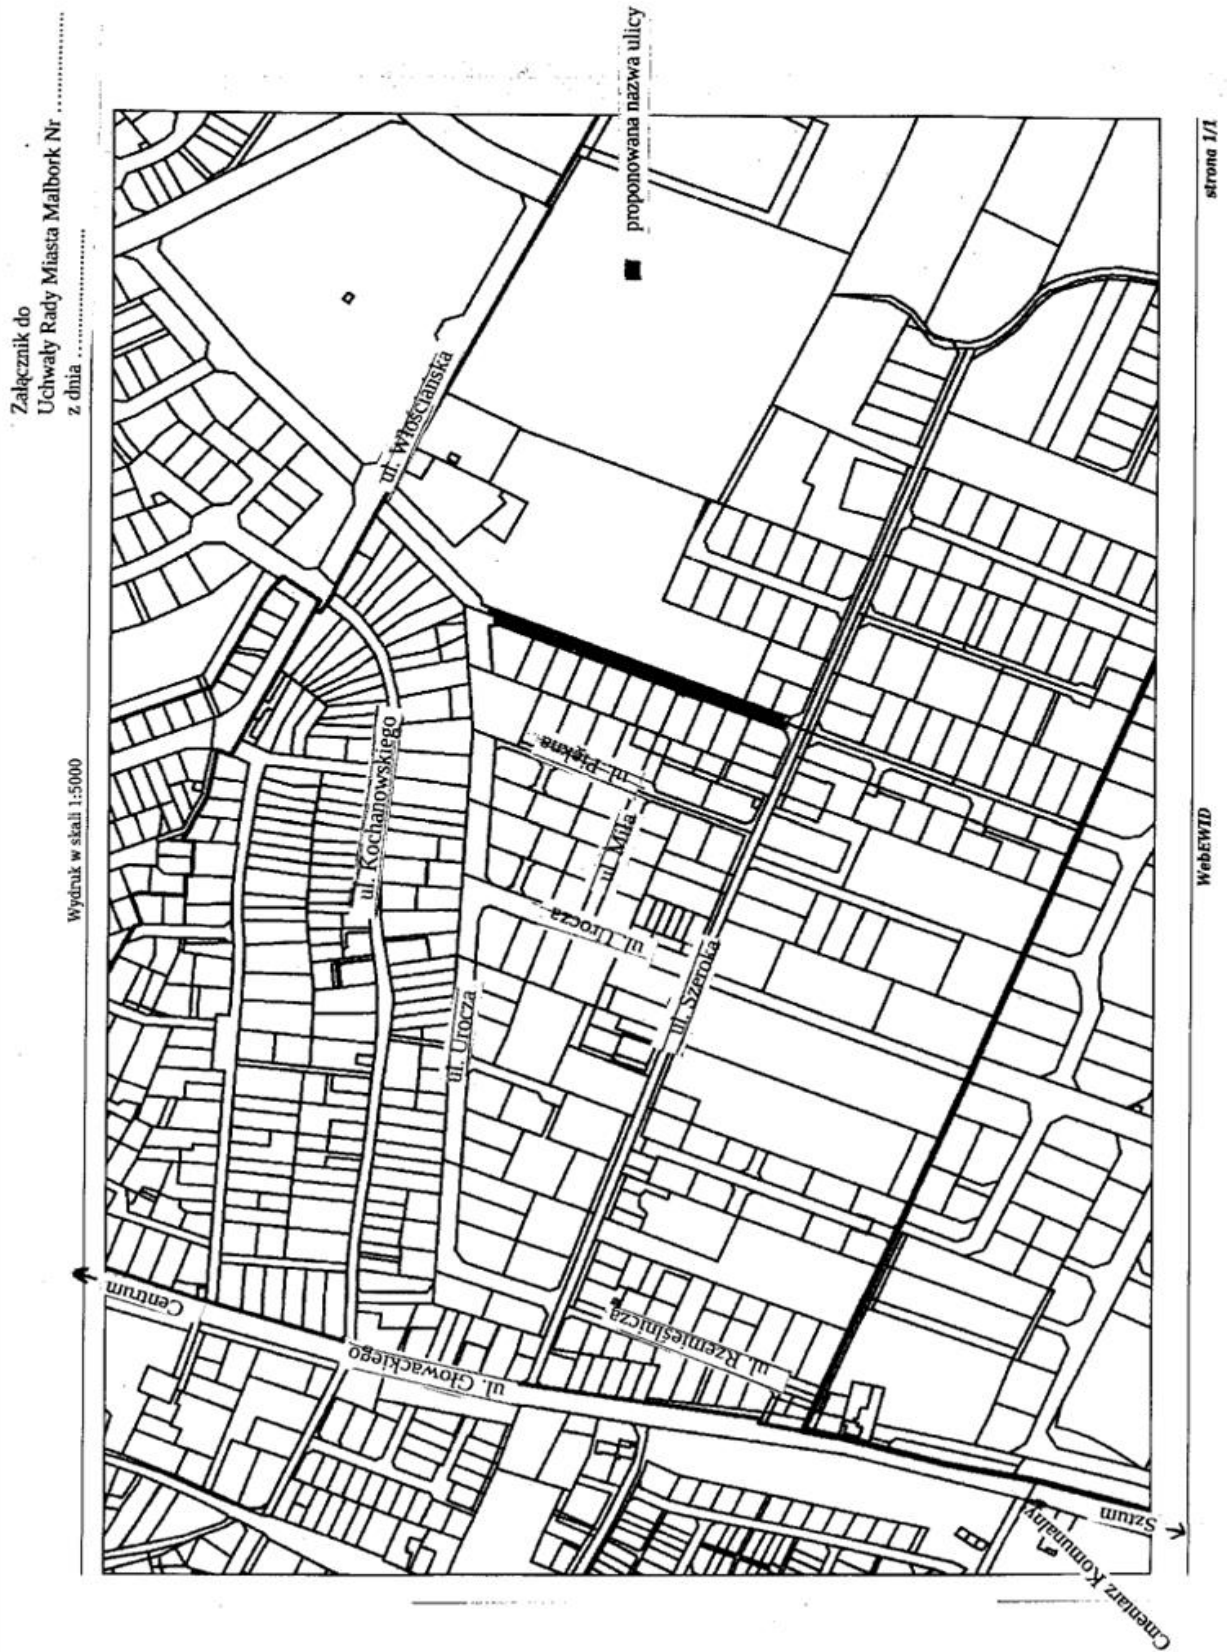 Załącznik do
Uchwały Rady Miasta Malbork Nr ....................
z dnia ..............................
Wydruk w skali 1:5000
proponowana nazwa ulicy
ul. Włościańska
ul. Kochanowskiego
ul. Piękna
ul. Miła
ul. Urocza
ul. Urocza
ul. Szeroka
ul. Rzemieślnicza
ul. Głowackiego
Centrum
Sztum
Cmentarz Komunalny
WebEWID
strona 1/1